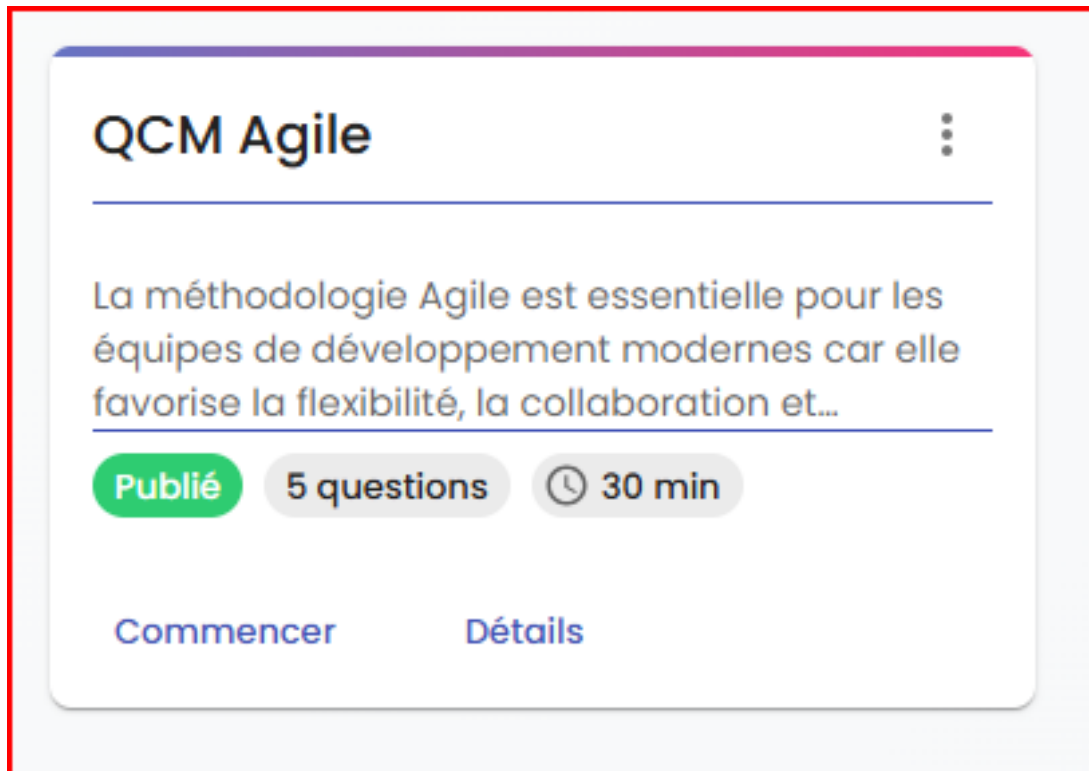 QCM Agile
La méthodologie Agile est essentielle pour les
équipes de développement modernes car elle
favorise la flexibilité, la collaboration et...
Publié 5 questions 30 min
Commencer Détails